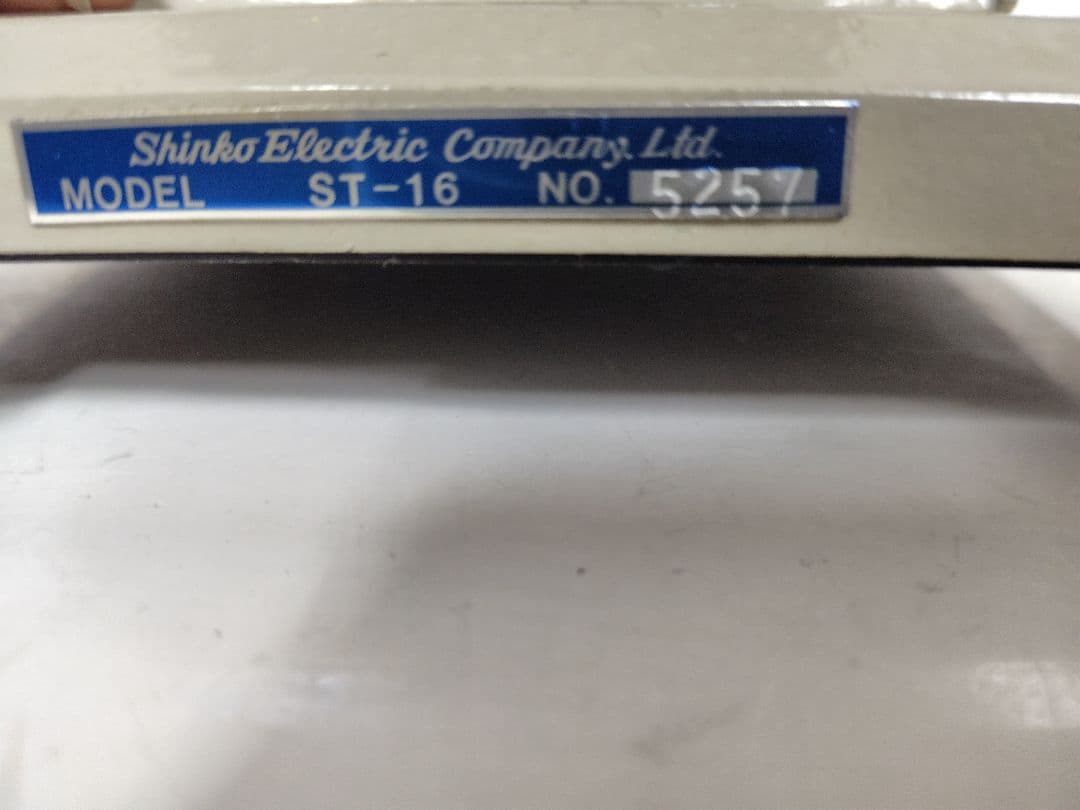 Shinko Electric Company. Ltd.
MODEL ST-16 NO. 5257